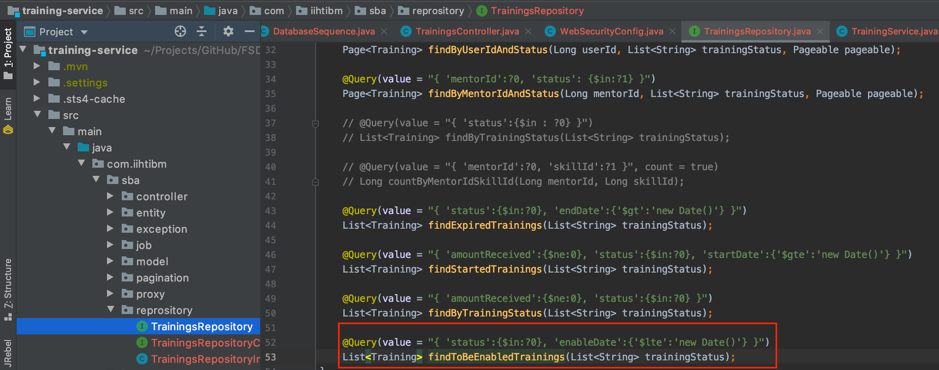 training-service src main java com iihtibm sba reprository TrainingsRepository
Project
DatabaseSequence.java TrainingsController.java WebSecurityConfig.java TrainingsRepository.java TrainingService.java
1: Project
Learn
7: Structure
JRebel
training-service ~/Projects/GitHub/FSD
.mvn
.settings
.sts4-cache
src
main
java
com.iihtibm
sba
controller
entity
exception
job
model
pagination
proxy
reprository
TrainingsRepository
TrainingsRepositoryC
TrainingsRepositoryIn
32 Page<Training> findByUserIdAndStatus(Long userId, List<String> trainingStatus, Pageable pageable);
33
34 @Query(value = "{ 'mentorId':?0, 'status': {$in:?1} }")
35 Page<Training> findByMentorIdAndStatus(Long mentorId, List<String> trainingStatus, Pageable pageable);
36
37 // @Query(value = "{ 'status':{$in : ?0} }")
38 // List<Training> findByTrainingStatus(List<String> trainingStatus);
39
40 // @Query(value = "{ 'mentorId':?0, 'skillId':?1 }", count = true)
41 // Long countByMentorIdSkillId(Long mentorId, Long skillId);
42
43 @Query(value = "{ 'status':{$in:?0}, 'endDate':{'$gt':'new Date()'} }")
44 List<Training> findExpiredTrainings(List<String> trainingStatus);
45
46 @Query(value = "{ 'amountReceived':{$ne:0}, 'status':{$in:?0}, 'startDate':{'$gte':'new Date()'} }")
47 List<Training> findStartedTrainings(List<String> trainingStatus);
48
49 @Query(value = "{ 'amountReceived':{$ne:0}, 'status':{$in:?0} }")
50 List<Training> findByTrainingStatus(List<String> trainingStatus);
51
52 @Query(value = "{ 'status':{$in:?0}, 'enableDate':{'$lte':'new Date()'} }")
53 List<Training> findToBeEnabledTrainings(List<String> trainingStatus);